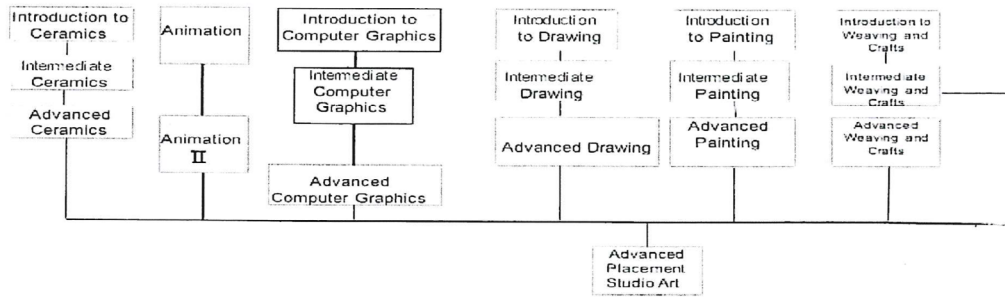 Introduction to
Ceramics
Intermediate
Ceramics
Advanced
Ceramics
Animation
Animation
II
Introduction to
Computer Graphics
Intermediate
Computer
Graphics
Advanced
Computer Graphics
Introduction
to Drawing
Intermediate
Drawing
Advanced Drawing
Introduction
to Painting
Intermediate
Painting
Advanced
Painting
Introduction to
Weaving and
Crafts
Intermediate
Weaving and
Crafts
Advanced
Weaving and
Crafts
Advanced
Placement
Studio Art